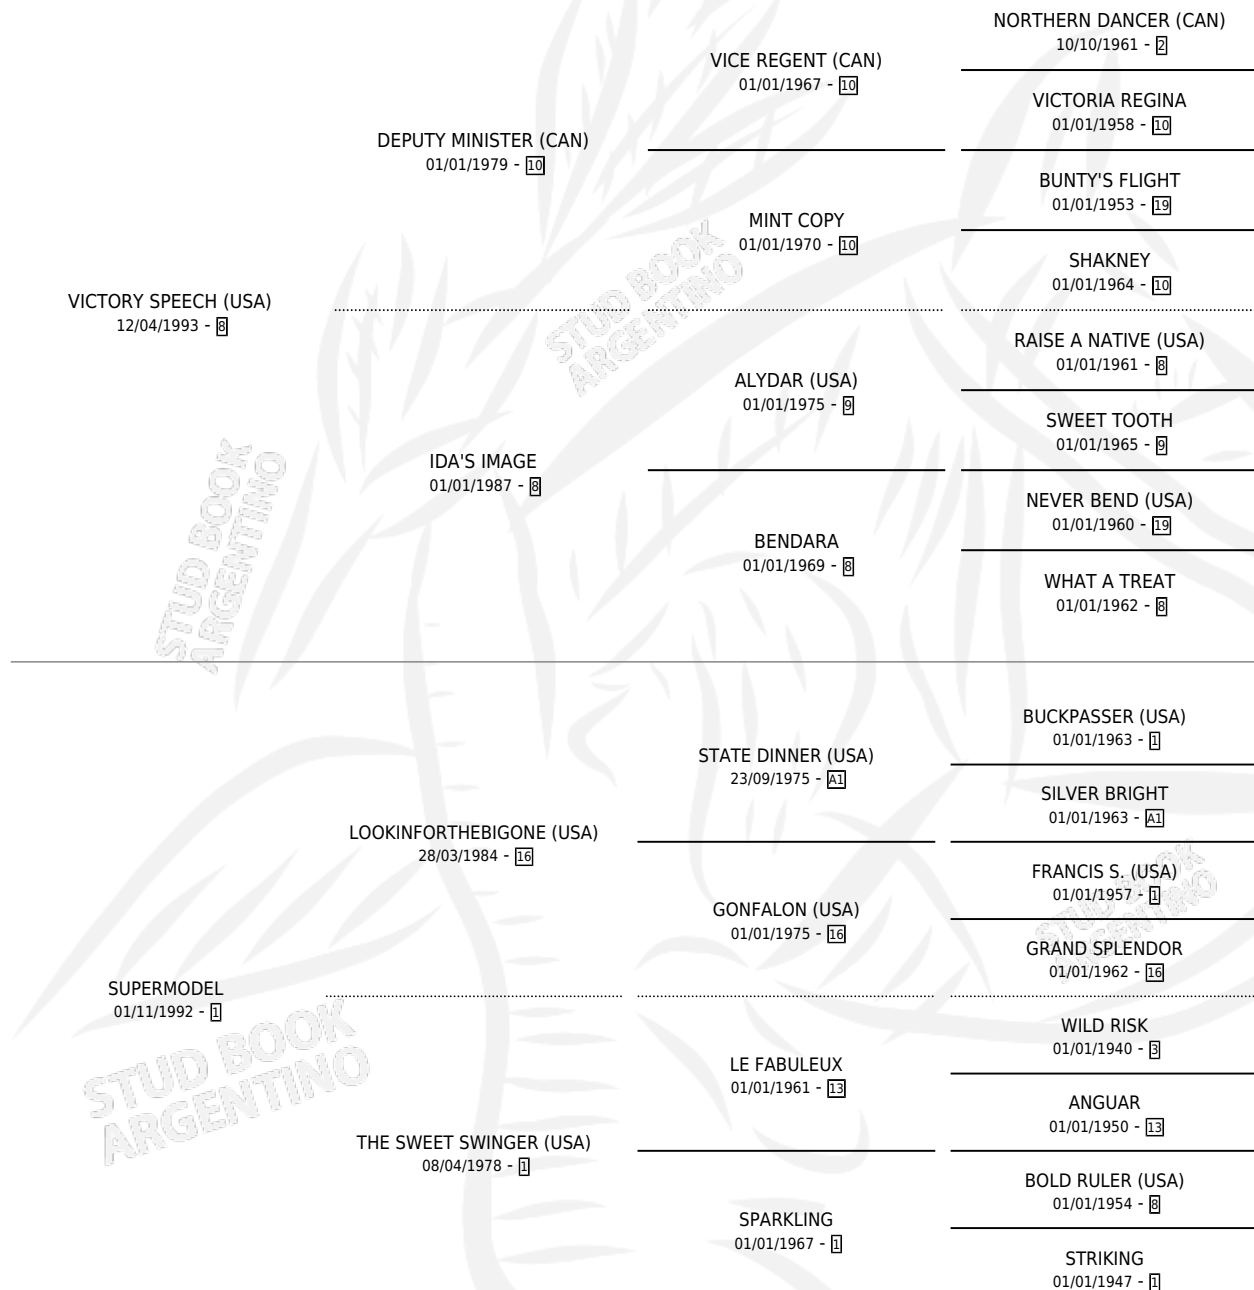 NORTHERN DANCER (CAN)
10/10/1961 - 2
VICE REGENT (CAN)
01/01/1967 - 10
VICTORIA REGINA
01/01/1958 - 10
DEPUTY MINISTER (CAN)
01/01/1979 - 10
BUNTY'S FLIGHT
01/01/1953 - 19
MINT COPY
01/01/1970 - 10
SHAKNEY
01/01/1964 - 10
VICTORY SPEECH (USA)
12/04/1993 - 8
RAISE A NATIVE (USA)
01/01/1961 - 8
ALYDAR (USA)
01/01/1975 - 9
SWEET TOOTH
01/01/1965 - 9
IDA'S IMAGE
01/01/1987 - 8
NEVER BEND (USA)
01/01/1960 - 19
BENDARA
01/01/1969 - 8
WHAT A TREAT
01/01/1962 - 8
STUD BOOK
ARGENTINO
STUD BOOK
ARGENTINO
BUCKPASSER (USA)
01/01/1963 - 1
STATE DINNER (USA)
23/09/1975 - A1
SILVER BRIGHT
01/01/1963 - A1
LOOKINFORTHEBIGONE (USA)
28/03/1984 - 16
FRANCIS S. (USA)
01/01/1957 - 1
GONFALON (USA)
01/01/1975 - 16
GRAND SPLENDOR
01/01/1962 - 16
STUD BOOK
ARGENTINO
SUPERMODEL
01/11/1992 - 1
WILD RISK
01/01/1940 - 3
LE FABULEUX
01/01/1961 - 13
ANGUAR
01/01/1950 - 13
STUD BOOK
ARGENTINO
THE SWEET SWINGER (USA)
08/04/1978 - 1
BOLD RULER (USA)
01/01/1954 - 8
SPARKLING
01/01/1967 - 1
STRIKING
01/01/1947 - 1